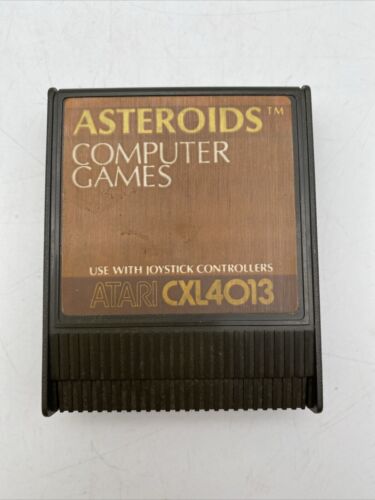 ASTEROIDS™
COMPUTER
GAMES
USE WITH JOYSTICK CONTROLLERS
ATARI CXL4013